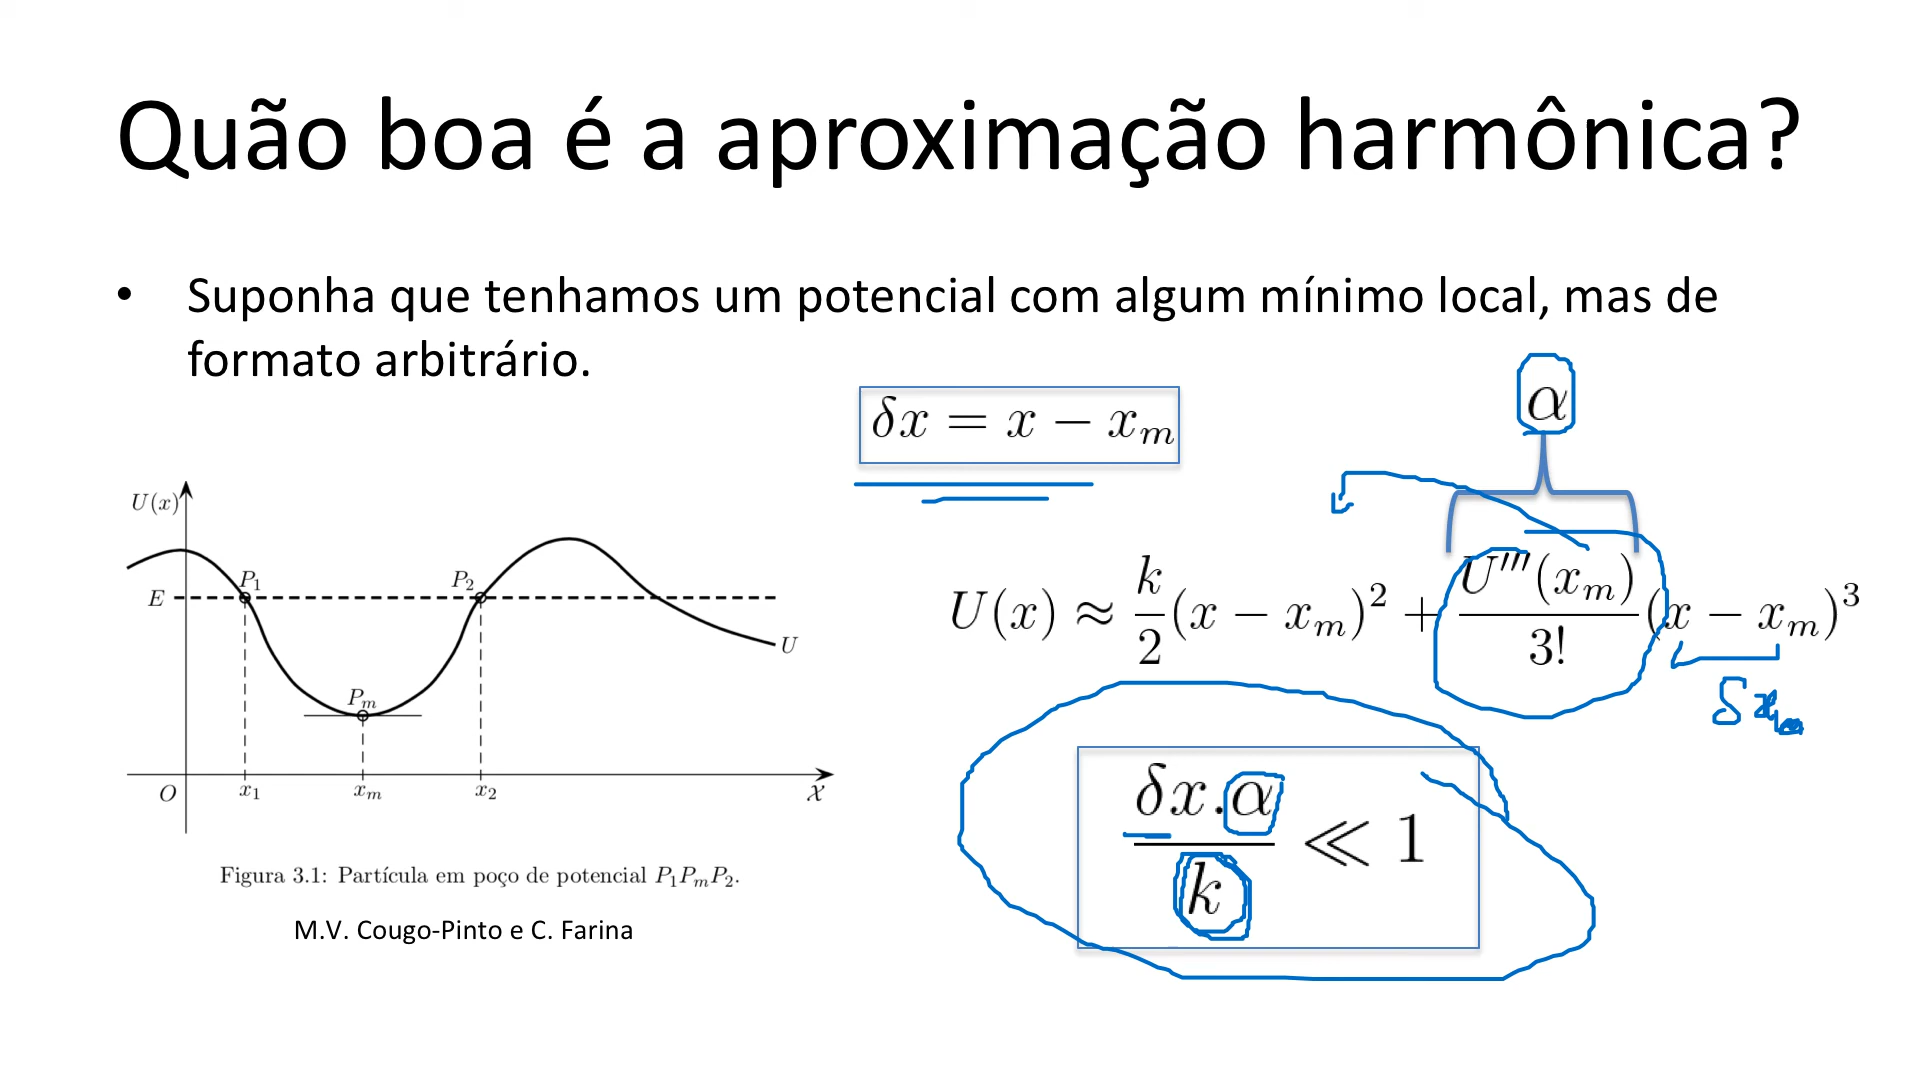 Quão boa é a aproximação harmônica?
• Suponha que tenhamos um potencial com algum mínimo local, mas de
formato arbitrário.
δx = x − x_m
α
U(x) ≈ k/2 (x − x_m)² + U'''(x_m)/3! (x − x_m)³
δx
δx.α/k ≪ 1
U(x)
P₁
P₂
E
U
P_m
O
x₁
x_m
x₂
X
Figura 3.1: Partícula em poço de potencial P₁P_mP₂.
M.V. Cougo-Pinto e C. Farina